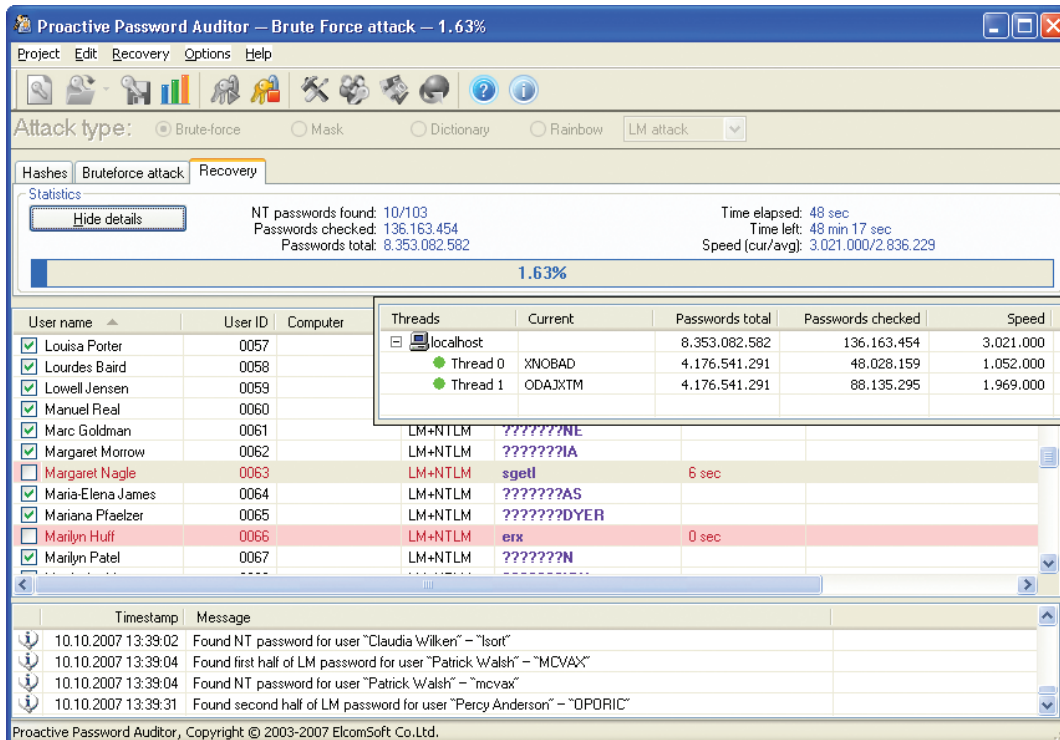 Proactive Password Auditor — Brute Force attack — 1.63%
Project Edit Recovery Options Help
Attack type: Brute-force Mask Dictionary Rainbow LM attack
Hashes Bruteforce attack Recovery
Statistics
Hide details
NT passwords found: 10/103
Passwords checked: 136.163.454
Passwords total: 8.353.082.582
Time elapsed: 48 sec
Time left: 48 min 17 sec
Speed (cur/avg): 3.021.000/2.836.229
1.63%
User name User ID Computer
Threads Current Passwords total Passwords checked Speed
localhost 8.353.082.582 136.163.454 3.021.000
Thread 0 XNOBAD 4.176.541.291 48.028.159 1.052.000
Thread 1 ODAJXTM 4.176.541.291 88.135.295 1.969.000
Louisa Porter 0057
Lourdes Baird 0058
Lowell Jensen 0059
Manuel Real 0060
Marc Goldman 0061 LM+NTLM ???????NE
Margaret Morrow 0062 LM+NTLM ???????IA
Margaret Nagle 0063 LM+NTLM sgetl 6 sec
Maria-Elena James 0064 LM+NTLM ???????AS
Mariana Pfaelzer 0065 LM+NTLM ???????DYER
Marilyn Huff 0066 LM+NTLM erx 0 sec
Marilyn Patel 0067 LM+NTLM ???????N
Timestamp Message
10.10.2007 13:39:02 Found NT password for user "Claudia Wilken" – "lsort"
10.10.2007 13:39:04 Found first half of LM password for user "Patrick Walsh" – "MCVAX"
10.10.2007 13:39:04 Found NT password for user "Patrick Walsh" – "mcvax"
10.10.2007 13:39:31 Found second half of LM password for user "Percy Anderson" – "OPORIC"
Proactive Password Auditor, Copyright © 2003-2007 ElcomSoft Co.Ltd.